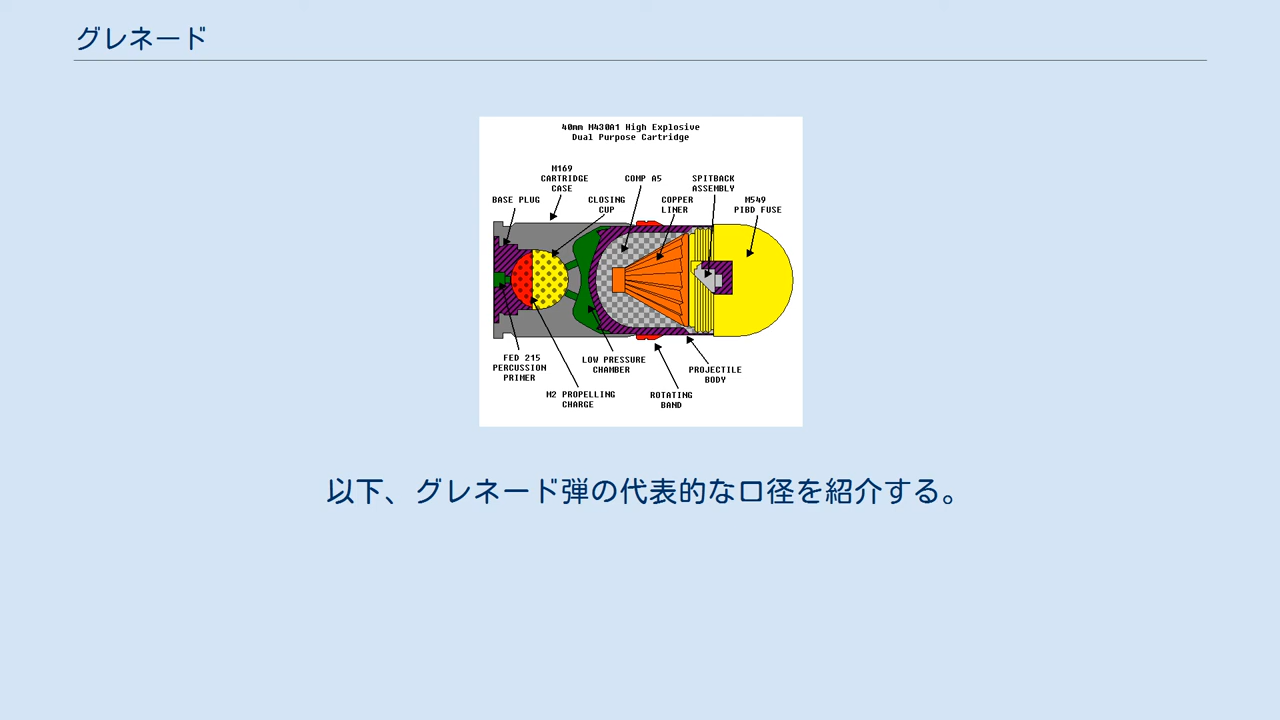 グレネード
40mm M430A1 High Explosive
Dual Purpose Cartridge
M169
CARTRIDGE
CASE
COMP A5
SPITBACK
ASSEMBLY
BASE PLUG
CLOSING
CUP
COPPER
LINER
M549
PIBD FUSE
FED 215
PERCUSSION
PRIMER
LOW PRESSURE
CHAMBER
PROJECTILE
BODY
M2 PROPELLING
CHARGE
ROTATING
BAND
以下、グレネード弾の代表的な口径を紹介する。